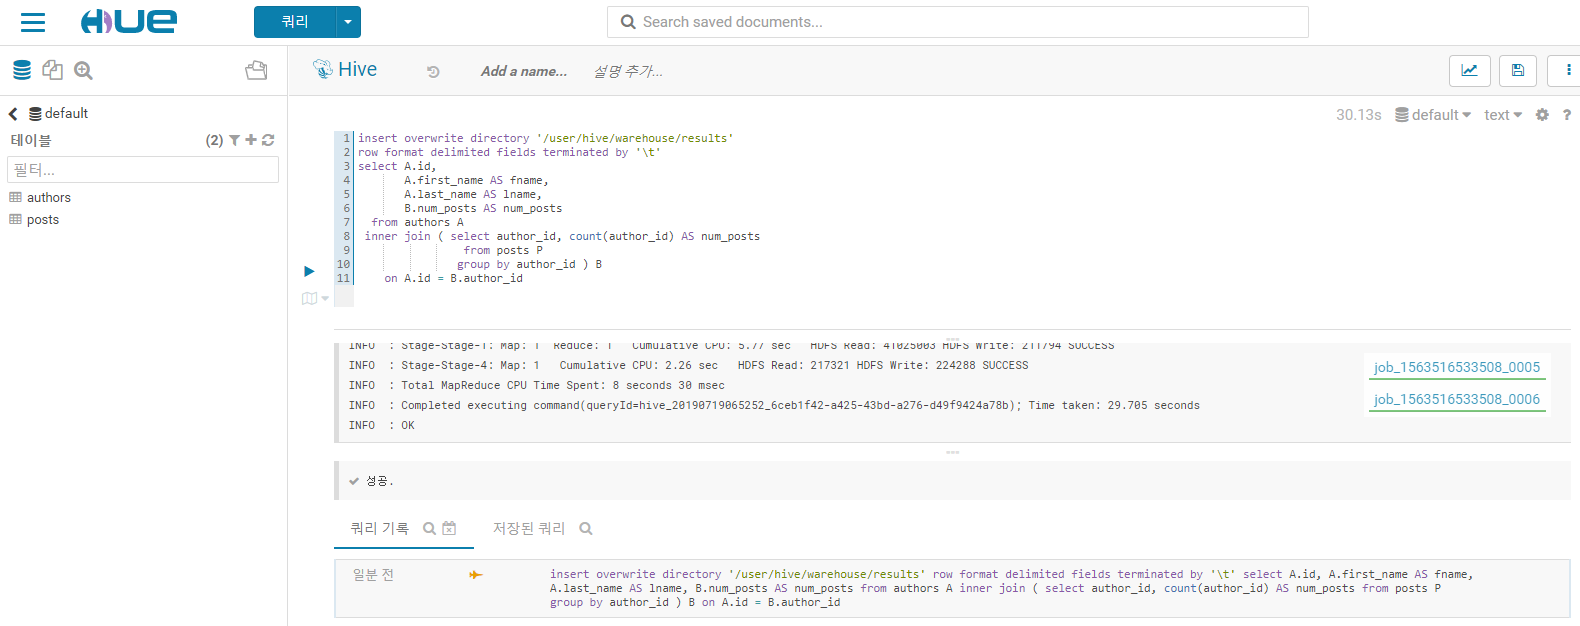 HUE
쿼리
Search saved documents...
Hive
Add a name...
설명 추가...
default
테이블
(2)
필터...
authors
posts
30.13s
default
text
?
1 insert overwrite directory '/user/hive/warehouse/results'
2 row format delimited fields terminated by '\t'
3 select A.id,
4 A.first_name AS fname,
5 A.last_name AS lname,
6 B.num_posts AS num_posts
7 from authors A
8 inner join ( select author_id, count(author_id) AS num_posts
9 from posts P
10 group by author_id ) B
11 on A.id = B.author_id
INFO : Stage-Stage-1: Map: 1 Reduce: 1 Cumulative CPU: 5.77 sec HDFS Read: 41025003 HDFS Write: 211794 SUCCESS
INFO : Stage-Stage-4: Map: 1 Cumulative CPU: 2.26 sec HDFS Read: 217321 HDFS Write: 224288 SUCCESS
INFO : Total MapReduce CPU Time Spent: 8 seconds 30 msec
INFO : Completed executing command(queryId=hive_20190719065252_6ceb1f42-a425-43bd-a276-d49f9424a78b); Time taken: 29.705 seconds
INFO : OK
job_1563516533508_0005
job_1563516533508_0006
성공.
쿼리 기록
저장된 쿼리
일분 전
insert overwrite directory '/user/hive/warehouse/results' row format delimited fields terminated by '\t' select A.id, A.first_name AS fname,
A.last_name AS lname, B.num_posts AS num_posts from authors A inner join ( select author_id, count(author_id) AS num_posts from posts P
group by author_id ) B on A.id = B.author_id